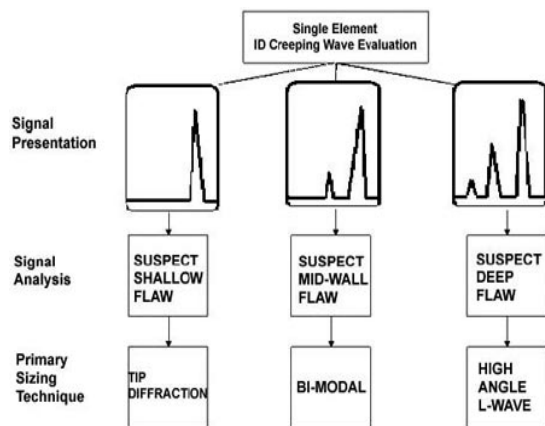 Single Element
ID Creeping Wave Evaluation
Signal
Presentation
Signal
Analysis
SUSPECT
SHALLOW
FLAW
SUSPECT
MID-WALL
FLAW
SUSPECT
DEEP
FLAW
Primary
Sizing
Technique
TIP
DIFFRACTION
BI-MODAL
HIGH
ANGLE
L-WAVE